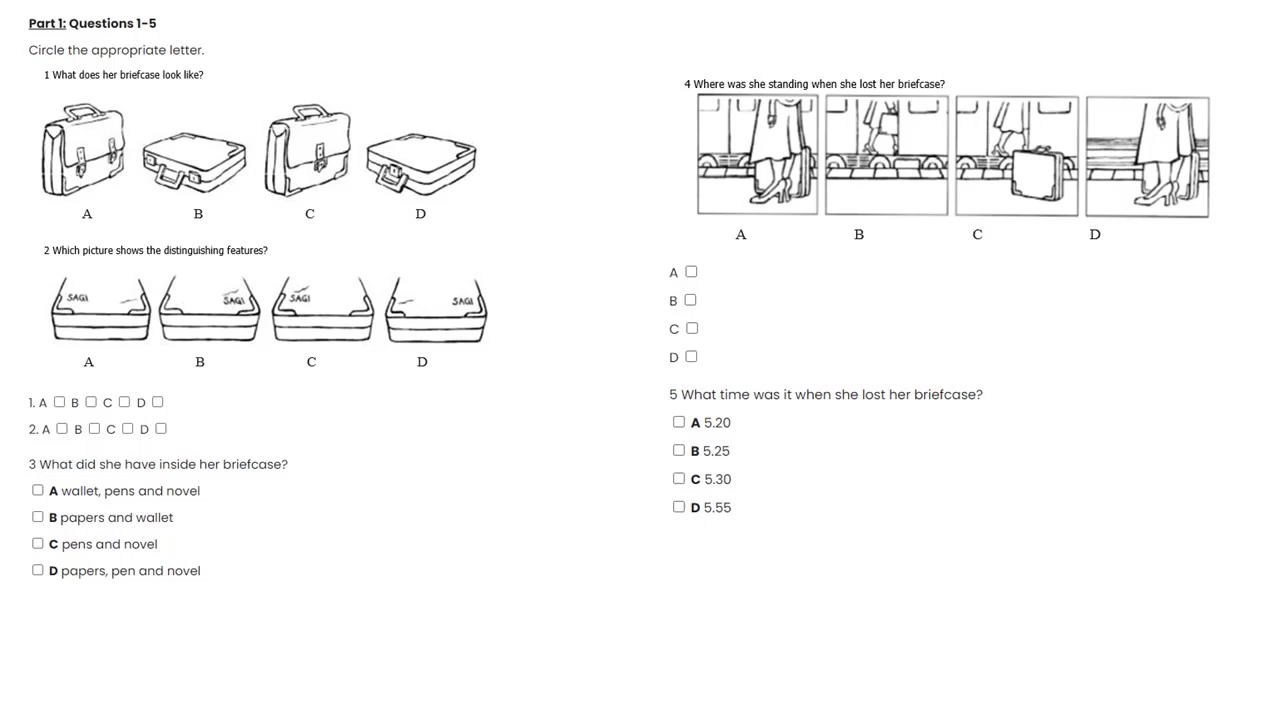 Part 1: Questions 1-5
Circle the appropriate letter.
1 What does her briefcase look like?
A B C D
2 Which picture shows the distinguishing features?
SAGI SAGI SAGI SAGI
A B C D
1. A B C D
2. A B C D
3 What did she have inside her briefcase?
A wallet, pens and novel
B papers and wallet
C pens and novel
D papers, pen and novel
4 Where was she standing when she lost her briefcase?
A B C D
A
B
C
D
5 What time was it when she lost her briefcase?
A 5.20
B 5.25
C 5.30
D 5.55